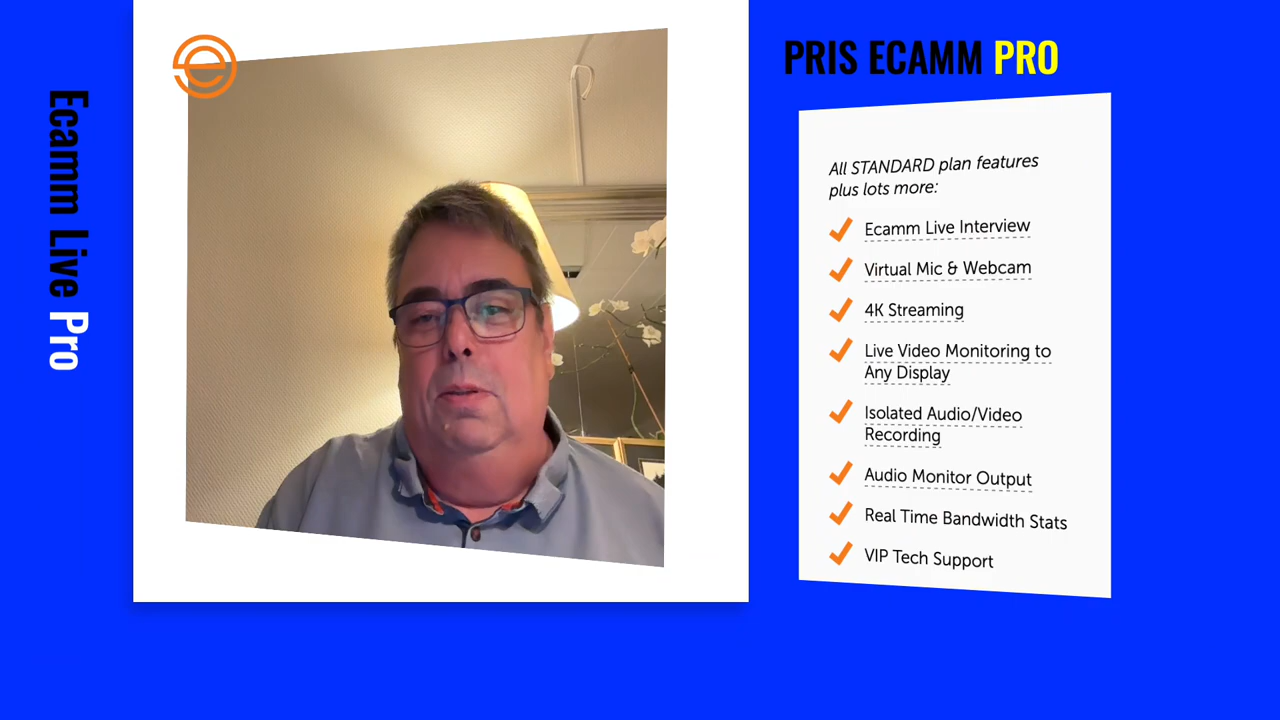 Ecamm Live Pro
PRIS ECAMM PRO
All STANDARD plan features
plus lots more:
Ecamm Live Interview
Virtual Mic & Webcam
4K Streaming
Live Video Monitoring to
Any Display
Isolated Audio/Video
Recording
Audio Monitor Output
Real Time Bandwidth Stats
VIP Tech Support